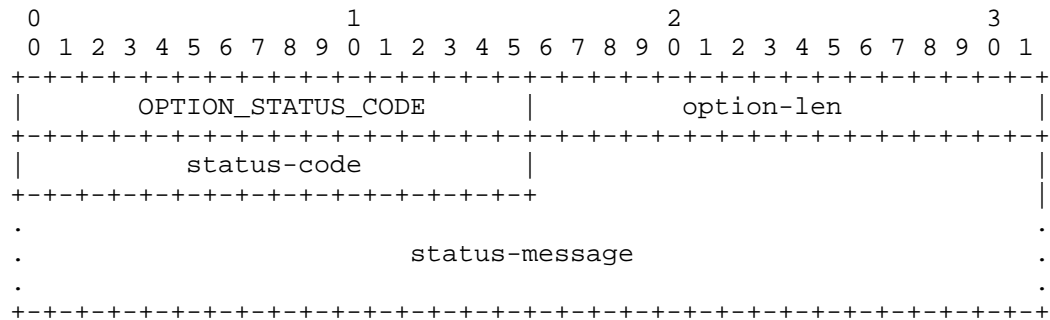 0                   1                   2                   3
 0 1 2 3 4 5 6 7 8 9 0 1 2 3 4 5 6 7 8 9 0 1 2 3 4 5 6 7 8 9 0 1
+-+-+-+-+-+-+-+-+-+-+-+-+-+-+-+-+-+-+-+-+-+-+-+-+-+-+-+-+-+-+-+-+
|       OPTION_STATUS_CODE      |         option-len            |
+-+-+-+-+-+-+-+-+-+-+-+-+-+-+-+-+-+-+-+-+-+-+-+-+-+-+-+-+-+-+-+-+
|          status-code          |                               |
+-+-+-+-+-+-+-+-+-+-+-+-+-+-+-+-+                               |
.                                                               .
.                        status-message                         .
.                                                               .
+-+-+-+-+-+-+-+-+-+-+-+-+-+-+-+-+-+-+-+-+-+-+-+-+-+-+-+-+-+-+-+-+